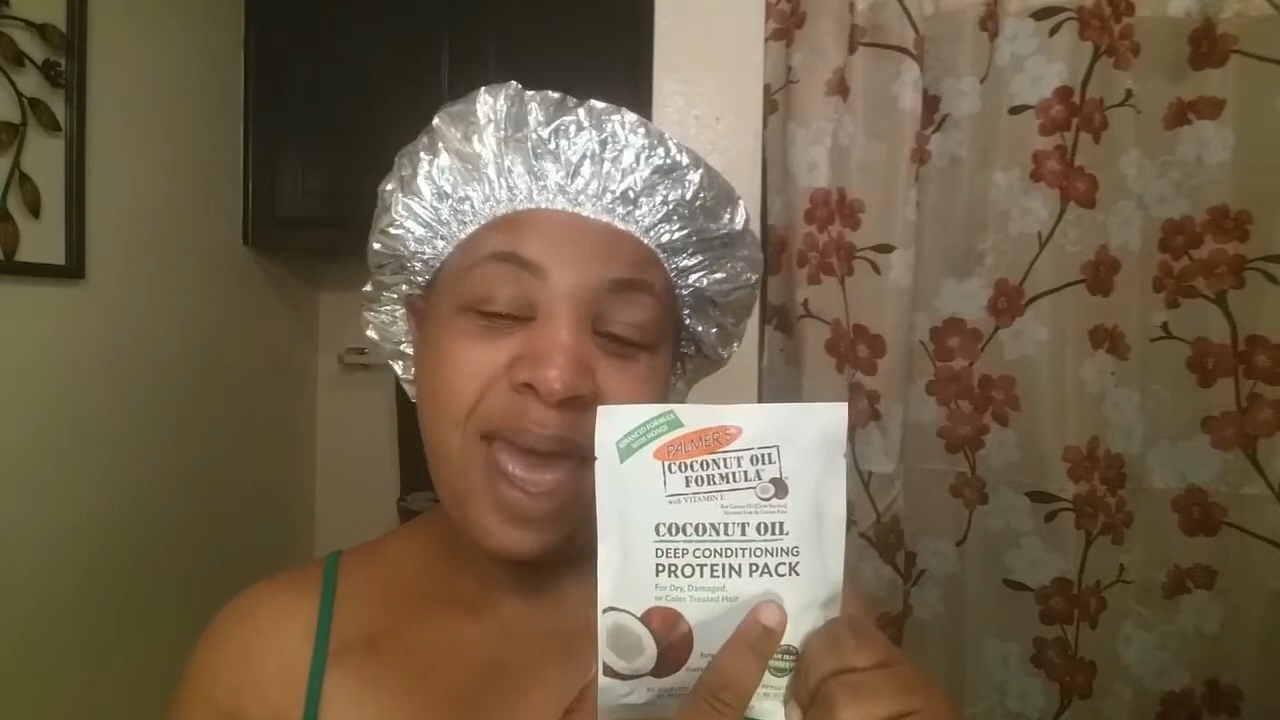 ADVANCED FORMULA
WITH MONOI
PALMER'S
COCONUT OIL
FORMULA
with VITAMIN E
COCONUT OIL
DEEP CONDITIONING
PROTEIN PACK
For Dry, Damaged,
or Color Treated Hair